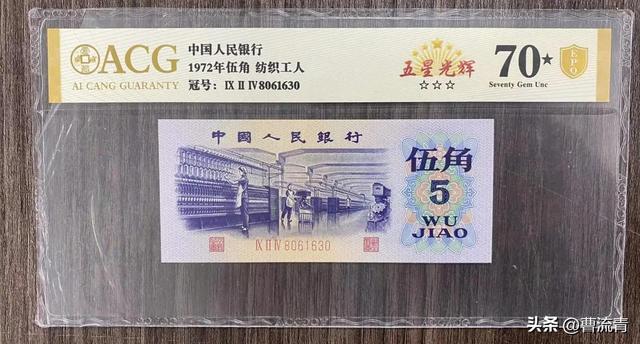 ACG
AI CANG GUARANTY
中国人民银行
1972年伍角 纺织工人
冠号：Ⅸ Ⅱ Ⅳ8061630
五星光辉
☆☆☆
70★
Seventy Gem Unc
EPQ
中國人民銀行
伍角
5
WU
JIAO
Ⅸ Ⅱ Ⅳ 8061630
头条 @曹流青